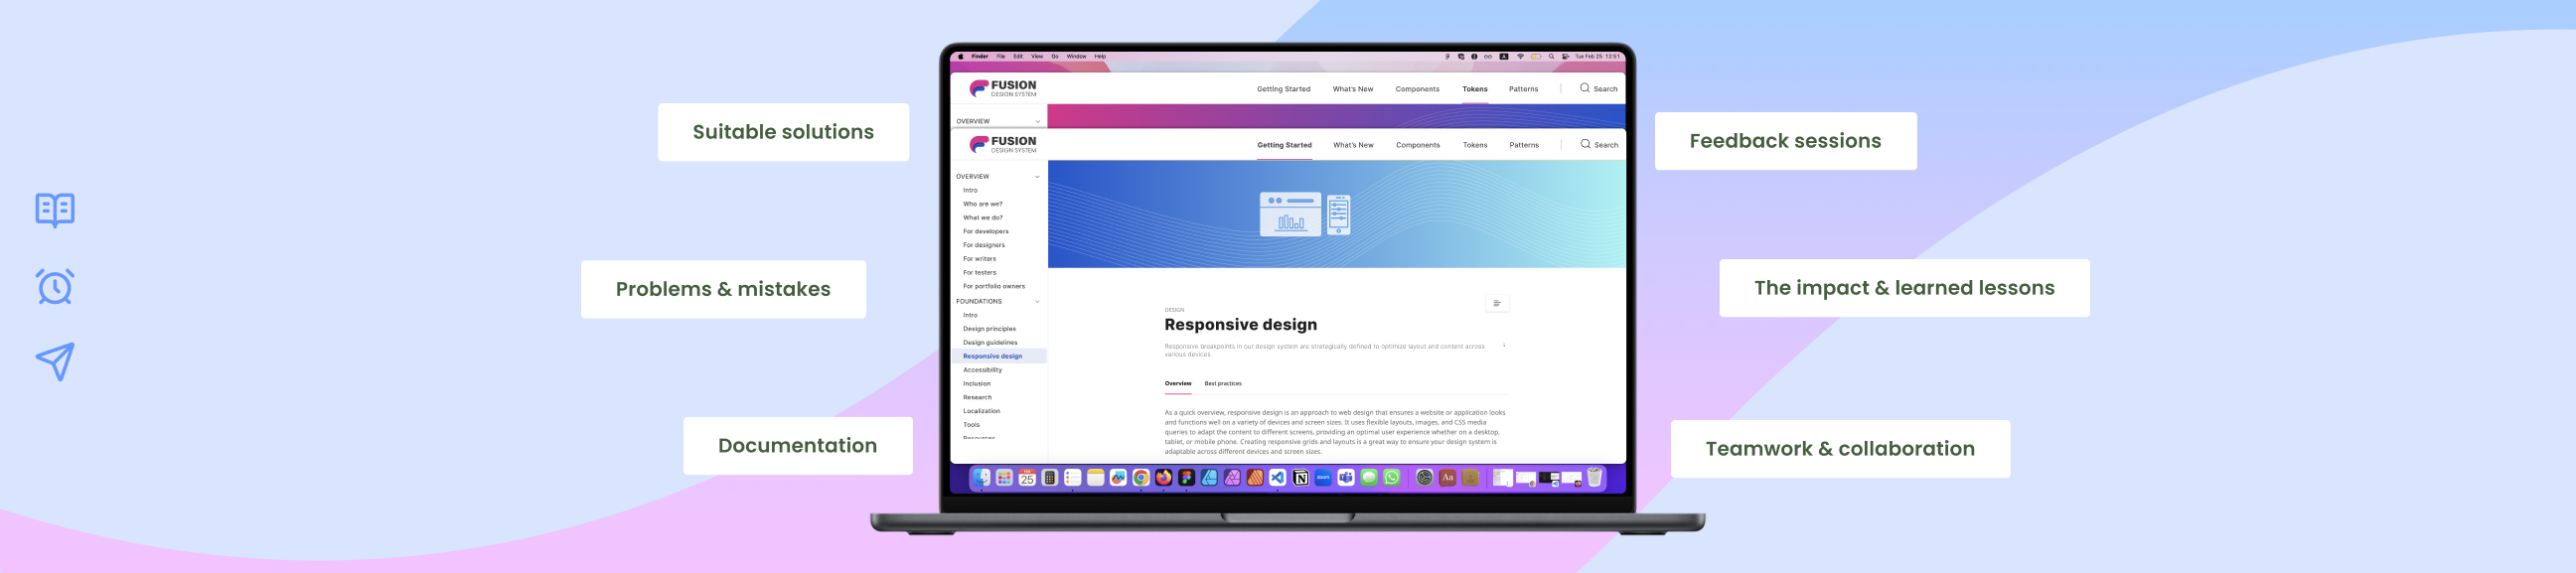 Suitable solutions
Problems & mistakes
Documentation
Finder File Edit View Go Window Help
Tue Feb 25 12:51
FUSION
DESIGN SYSTEM
Getting Started What's New Components Tokens Patterns Search
OVERVIEW
FUSION
DESIGN SYSTEM
Getting Started What's New Components Tokens Patterns Search
OVERVIEW
Intro
Who are we?
What we do?
For developers
For designers
For writers
For testers
For portfolio owners
FOUNDATIONS
Intro
Design principles
Design guidelines
Responsive design
Accessibility
Inclusion
Research
Localization
Tools
Resources
DESIGN
Responsive design
Responsive breakpoints in our design system are strategically defined to optimize layout and content across
various devices
Overview Best practices
As a quick overview, responsive design is an approach to web design that ensures a website or application looks
and functions well on a variety of devices and screen sizes. It uses flexible layouts, images, and CSS media
queries to adapt the content to different screens, providing an optimal user experience whether on a desktop,
tablet, or mobile phone. Creating responsive grids and layouts is a great way to ensure your design system is
adaptable across different devices and screen sizes.
25
zoom
Aa
Feedback sessions
The impact & learned lessons
Teamwork & collaboration